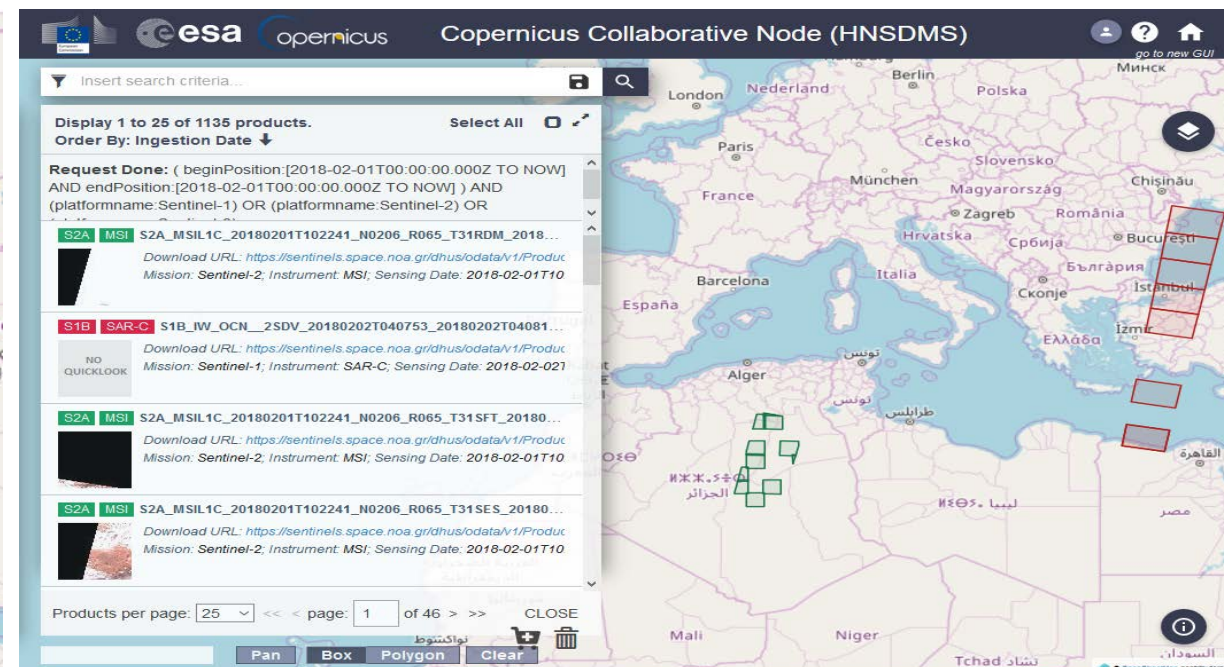 esa opernicus Copernicus Collaborative Node (HNSDMS)
go to new GUI
Insert search criteria...
Display 1 to 25 of 1135 products. Select All
Order By: Ingestion Date
Request Done: ( beginPosition:[2018-02-01T00:00:00.000Z TO NOW]
AND endPosition:[2018-02-01T00:00:00.000Z TO NOW] ) AND
(platformname:Sentinel-1) OR (platformname:Sentinel-2) OR
S2A MSI S2A_MSIL1C_20180201T102241_N0206_R065_T31RDM_2018...
Download URL: https://sentinels.space.noa.gr/dhus/odata/v1/Produc
Mission: Sentinel-2; Instrument: MSI; Sensing Date: 2018-02-01T10
S1B SAR-C S1B_IW_OCN__2SDV_20180202T040753_20180202T04081...
NO
QUICKLOOK
Download URL: https://sentinels.space.noa.gr/dhus/odata/v1/Produc
Mission: Sentinel-1; Instrument: SAR-C; Sensing Date: 2018-02-02T
S2A MSI S2A_MSIL1C_20180201T102241_N0206_R065_T31SFT_20180...
Download URL: https://sentinels.space.noa.gr/dhus/odata/v1/Produc
Mission: Sentinel-2; Instrument: MSI; Sensing Date: 2018-02-01T10
S2A MSI S2A_MSIL1C_20180201T102241_N0206_R065_T31SES_20180...
Download URL: https://sentinels.space.noa.gr/dhus/odata/v1/Produc
Mission: Sentinel-2; Instrument: MSI; Sensing Date: 2018-02-01T10
Products per page: 25 << < page: 1 of 46 > >> CLOSE
Pan Box Polygon Clear
Минск
Berlin
Nederland
Polska
London
Paris
Česko
Slovensko
München
Magyarország
Chișinău
France
Zagreb
România
Hrvatska
Србија
București
България
Barcelona
Italia
Скопје
Istanbul
España
Ελλάδα
İzmir
تونس
Alger
تونس
طرابلس
القاهرة
الجزائر
ليبيا
مصر
نواكشوط
Mali
Niger
Tchad تشاد
السودان